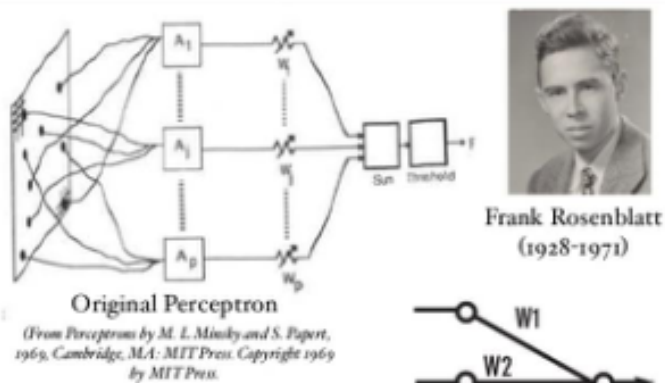 A1
W1
Aj
Wj
Sum
Threshold
F
Ap
Wp
Original Perceptron
(From Perceptrons by M. L. Minsky and S. Papert,
1969, Cambridge, MA: MIT Press. Copyright 1969
by MIT Press.
Frank Rosenblatt
(1928-1971)
W1
W2